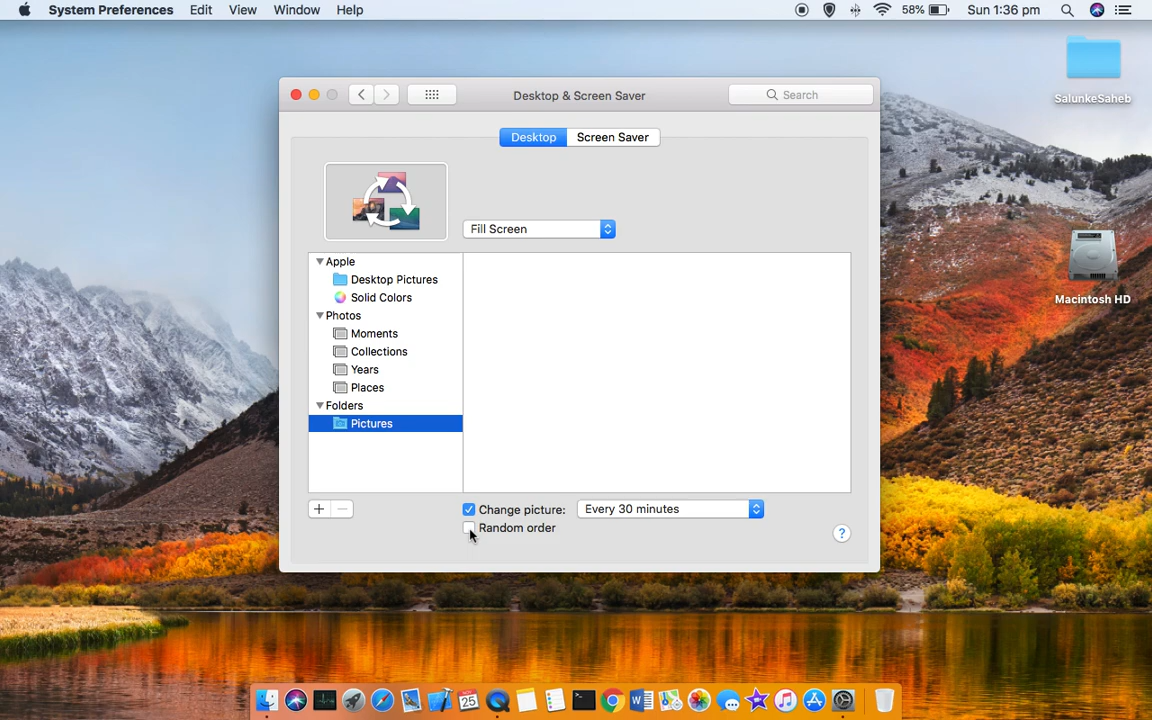 System Preferences Edit View Window Help 58% Sun 1:36 pm
SalunkeSaheb
Macintosh HD
Desktop & Screen Saver
Search
Desktop Screen Saver
Fill Screen
Apple
Desktop Pictures
Solid Colors
Photos
Moments
Collections
Years
Places
Folders
Pictures
+ −
Change picture: Every 30 minutes
Random order
?
NOV
25